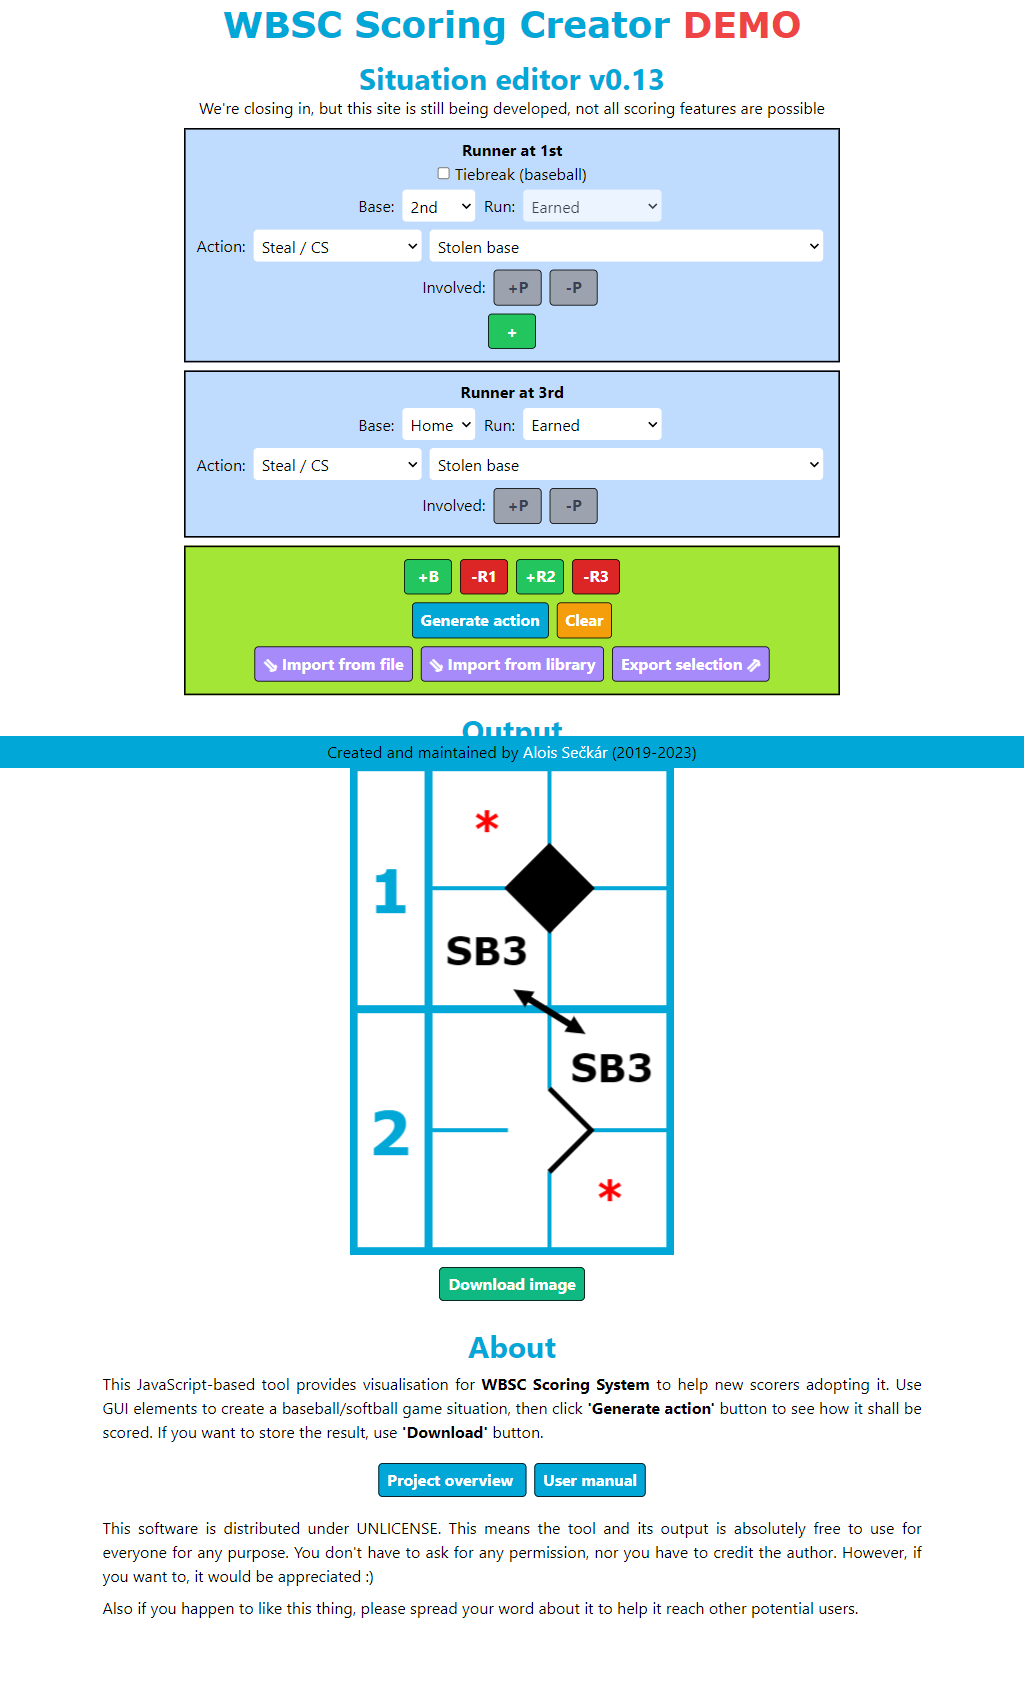 WBSC Scoring Creator DEMO
Situation editor v0.13
We're closing in, but this site is still being developed, not all scoring features are possible
Runner at 1st
Tiebreak (baseball)
Base: 2nd Run: Earned
Action: Steal / CS Stolen base
Involved: +P -P
+
Runner at 3rd
Base: Home Run: Earned
Action: Steal / CS Stolen base
Involved: +P -P
+B -R1 +R2 -R3
Generate action Clear
⇘ Import from file ⇘ Import from library Export selection ⇗
Output
Created and maintained by Alois Sečkár (2019-2023)
*
1
SB3
SB3
2
*
Download image
About
This JavaScript-based tool provides visualisation for WBSC Scoring System to help new scorers adopting it. Use
GUI elements to create a baseball/softball game situation, then click 'Generate action' button to see how it shall be
scored. If you want to store the result, use 'Download' button.
Project overview User manual
This software is distributed under UNLICENSE. This means the tool and its output is absolutely free to use for
everyone for any purpose. You don't have to ask for any permission, nor you have to credit the author. However, if
you want to, it would be appreciated :)
Also if you happen to like this thing, please spread your word about it to help it reach other potential users.